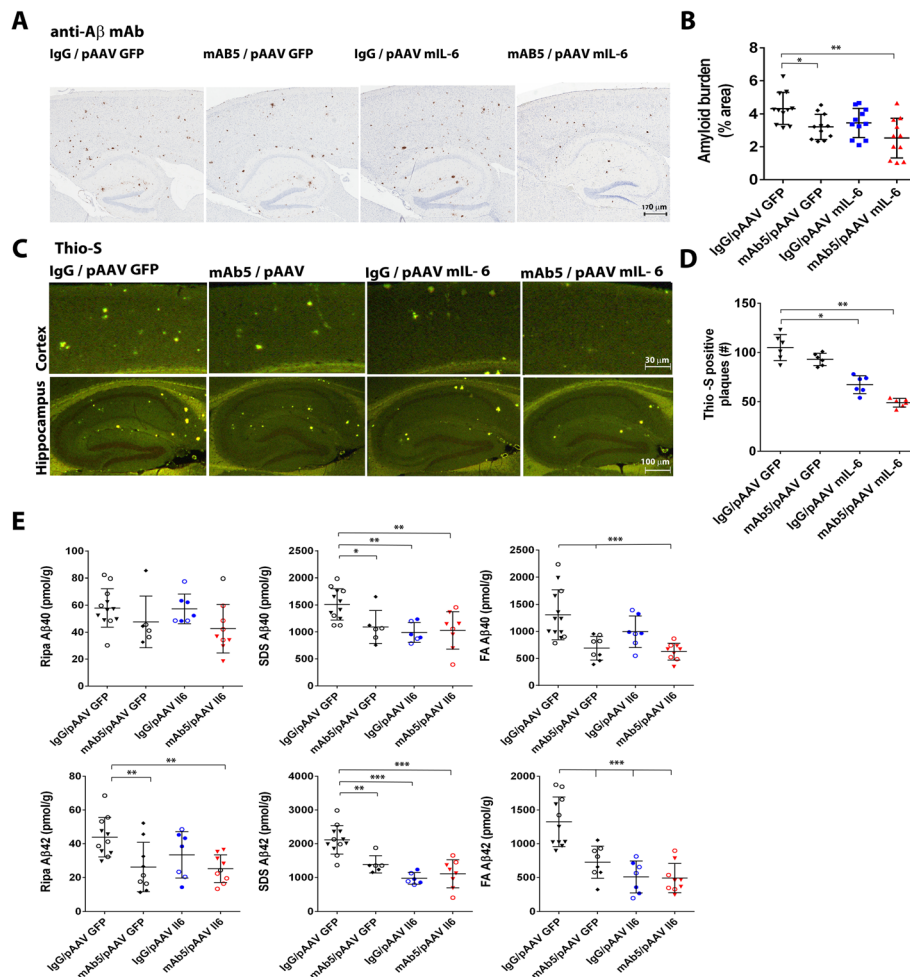 A
anti-Aβ mAb
IgG / pAAV GFP
mAB5 / pAAV GFP
IgG / pAAV mIL-6
mAB5 / pAAV mIL-6
170 μm
B
Amyloid burden
(% area)
8
6
4
2
0
*
**
IgG/pAAV GFP
mAb5/pAAV GFP
IgG/pAAV mIL-6
mAb5/pAAV mIL-6
C
Thio-S
IgG / pAAV GFP
mAb5 / pAAV
IgG / pAAV mIL- 6
mAb5 / pAAV mIL- 6
Cortex
30 μm
Hippocampus
100 μm
D
Thio -S positive
plaques (#)
150
100
50
0
**
*
IgG/pAAV GFP
mAb5/pAAV GFP
IgG/pAAV mIL-6
mAb5/pAAV mIL-6
E
Ripa Aβ40 (pmol/g)
100
80
60
40
20
0
IgG/pAAV GFP
mAb5/pAAV GFP
IgG/pAAV Il6
mAb5/pAAV Il6
SDS Aβ40 (pmol/g)
2500
2000
1500
1000
500
0
**
**
*
IgG/pAAV GFP
mAb5/pAAV GFP
IgG/pAAV Il6
mAb5/pAAV Il6
FA Aβ40 (pmol/g)
2500
2000
1500
1000
500
0
***
IgG/pAAV GFP
mAb5/pAAV GFP
IgG/pAAV Il6
mAb5/pAAV Il6
Ripa Aβ42 (pmol/g)
80
60
40
20
0
**
**
IgG/pAAV GFP
mAb5/pAAV GFP
IgG/pAAV Il6
mAb5/pAAV Il6
SDS Aβ42 (pmol/g)
4000
3000
2000
1000
0
***
***
**
IgG/pAAV GFP
mAb5/pAAV GFP
IgG/pAAV Il6
mAb5/pAAV Il6
FA Aβ42 (pmol/g)
2000
1500
1000
500
0
***
IgG/pAAV GFP
mAb5/pAAV GFP
IgG/pAAV Il6
mAb5/pAAV Il6